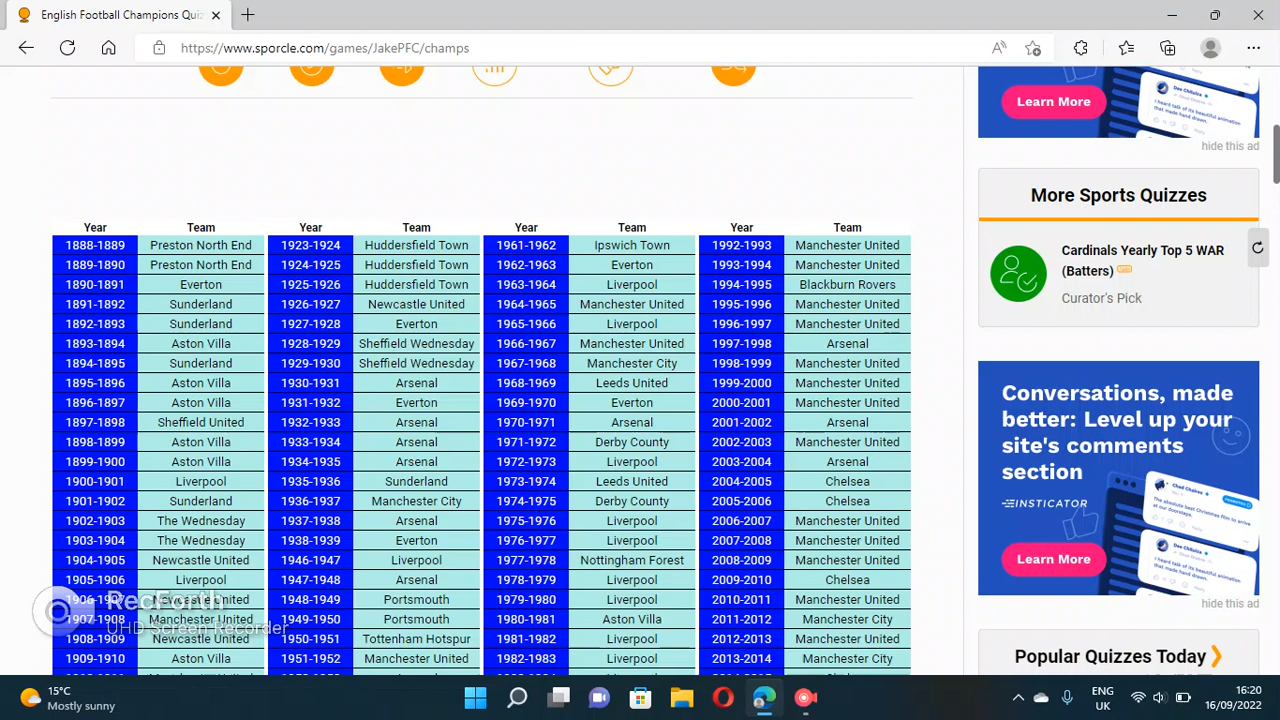 English Football Champions Quiz
https://www.sporcle.com/games/JakePFC/champs
Learn More
hide this ad
More Sports Quizzes
Cardinals Yearly Top 5 WAR
(Batters)
Curator's Pick
Conversations, made
better: Level up your
site's comments
section
INSTICATOR
Learn More
hide this ad
Popular Quizzes Today
Year Team Year Team Year Team Year Team
1888-1889 Preston North End 1923-1924 Huddersfield Town 1961-1962 Ipswich Town 1992-1993 Manchester United
1889-1890 Preston North End 1924-1925 Huddersfield Town 1962-1963 Everton 1993-1994 Manchester United
1890-1891 Everton 1925-1926 Huddersfield Town 1963-1964 Liverpool 1994-1995 Blackburn Rovers
1891-1892 Sunderland 1926-1927 Newcastle United 1964-1965 Manchester United 1995-1996 Manchester United
1892-1893 Sunderland 1927-1928 Everton 1965-1966 Liverpool 1996-1997 Manchester United
1893-1894 Aston Villa 1928-1929 Sheffield Wednesday 1966-1967 Manchester United 1997-1998 Arsenal
1894-1895 Sunderland 1929-1930 Sheffield Wednesday 1967-1968 Manchester City 1998-1999 Manchester United
1895-1896 Aston Villa 1930-1931 Arsenal 1968-1969 Leeds United 1999-2000 Manchester United
1896-1897 Aston Villa 1931-1932 Everton 1969-1970 Everton 2000-2001 Manchester United
1897-1898 Sheffield United 1932-1933 Arsenal 1970-1971 Arsenal 2001-2002 Arsenal
1898-1899 Aston Villa 1933-1934 Arsenal 1971-1972 Derby County 2002-2003 Manchester United
1899-1900 Aston Villa 1934-1935 Arsenal 1972-1973 Liverpool 2003-2004 Arsenal
1900-1901 Liverpool 1935-1936 Sunderland 1973-1974 Leeds United 2004-2005 Chelsea
1901-1902 Sunderland 1936-1937 Manchester City 1974-1975 Derby County 2005-2006 Chelsea
1902-1903 The Wednesday 1937-1938 Arsenal 1975-1976 Liverpool 2006-2007 Manchester United
1903-1904 The Wednesday 1938-1939 Everton 1976-1977 Liverpool 2007-2008 Manchester United
1904-1905 Newcastle United 1946-1947 Liverpool 1977-1978 Nottingham Forest 2008-2009 Manchester United
1905-1906 Liverpool 1947-1948 Arsenal 1978-1979 Liverpool 2009-2010 Chelsea
1906-1907 Newcastle United 1948-1949 Portsmouth 1979-1980 Liverpool 2010-2011 Manchester United
1907-1908 Manchester United 1949-1950 Portsmouth 1980-1981 Aston Villa 2011-2012 Manchester City
1908-1909 Newcastle United 1950-1951 Tottenham Hotspur 1981-1982 Liverpool 2012-2013 Manchester United
1909-1910 Aston Villa 1951-1952 Manchester United 1982-1983 Liverpool 2013-2014 Manchester City
RecForth
UHD Screen Recorder
15°C
Mostly sunny
ENG
UK
16:20
16/09/2022